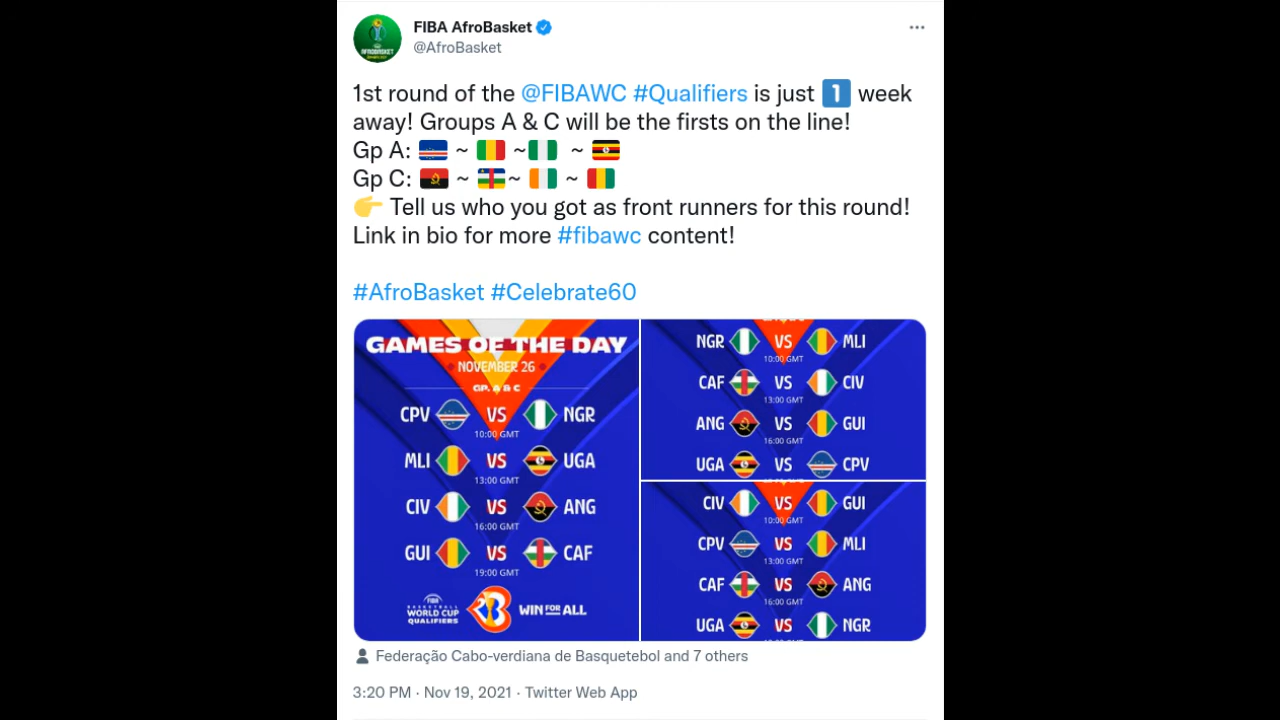 FIBA AfroBasket
@AfroBasket
1st round of the @FIBAWC #Qualifiers is just 1 week
away! Groups A & C will be the firsts on the line!
Gp A: 🇨🇻 ~ 🇲🇱 ~🇳🇬 ~ 🇺🇬
Gp C: 🇦🇴 ~ 🇨🇫~ 🇨🇮 ~ 🇬🇳
👉 Tell us who you got as front runners for this round!
Link in bio for more #fibawc content!
#AfroBasket #Celebrate60
GAMES OF THE DAY
NOVEMBER 26
GP. A & C
CPV VS NGR
10:00 GMT
MLI VS UGA
13:00 GMT
CIV VS ANG
16:00 GMT
GUI VS CAF
19:00 GMT
FIBA
BASKETBALL
WORLD CUP
QUALIFIERS
WIN FOR ALL
NGR VS MLI
10:00 GMT
CAF VS CIV
13:00 GMT
ANG VS GUI
16:00 GMT
UGA VS CPV
CIV VS GUI
10:00 GMT
CPV VS MLI
13:00 GMT
CAF VS ANG
16:00 GMT
UGA VS NGR
Federação Cabo-verdiana de Basquetebol and 7 others
3:20 PM · Nov 19, 2021 · Twitter Web App